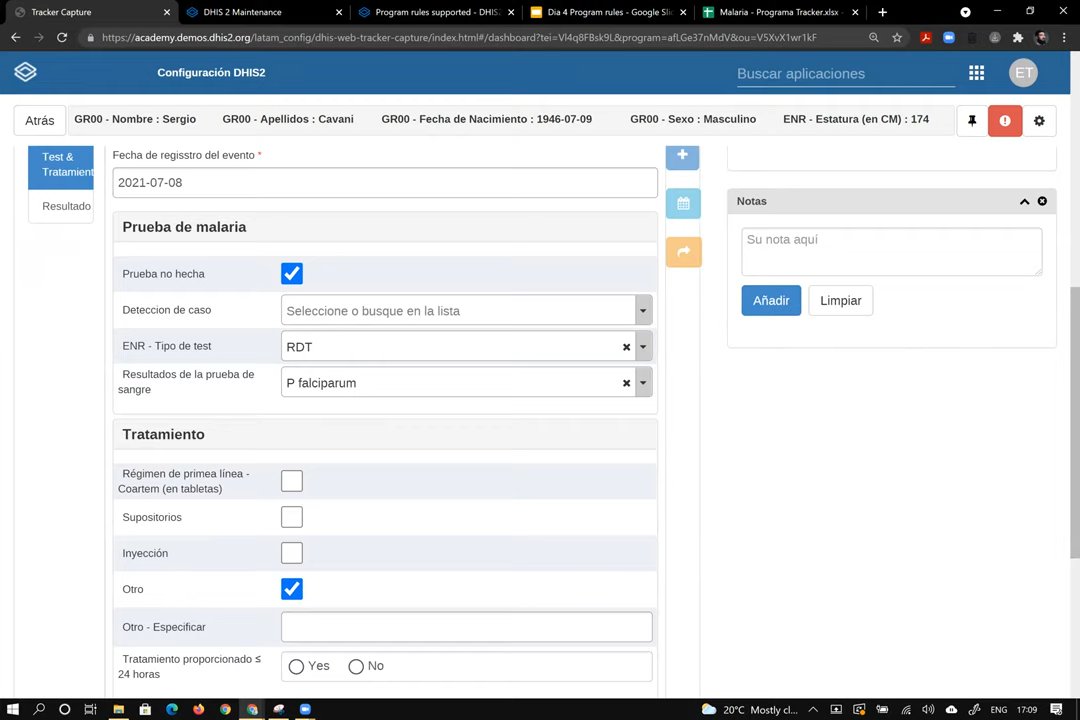 Tracker Capture
DHIS 2 Maintenance
Program rules supported - DHIS
Dia 4 Program rules - Google Sli
Malaria - Programa Tracker.xlsx -
https://academy.demos.dhis2.org/latam_config/dhis-web-tracker-capture/index.html#/dashboard?tei=Vl4q8FBsk9L&program=afLGe37nMdV&ou=V5XvX1wr1kF
Configuración DHIS2
Buscar aplicaciones
ET
Atrás
GR00 - Nombre : Sergio
GR00 - Apellidos : Cavani
GR00 - Fecha de Nacimiento : 1946-07-09
GR00 - Sexo : Masculino
ENR - Estatura (en CM) : 174
Test &
Tratamient
Resultado
Fecha de regisstro del evento *
2021-07-08
Prueba de malaria
Prueba no hecha
Deteccion de caso
Seleccione o busque en la lista
ENR - Tipo de test
RDT
Resultados de la prueba de
sangre
P falciparum
Tratamiento
Régimen de primea línea -
Coartem (en tabletas)
Supositorios
Inyección
Otro
Otro - Especificar
Tratamiento proporcionado ≤
24 horas
Yes
No
Notas
Su nota aquí
Añadir
Limpiar
20°C Mostly cl...
ENG
17:09